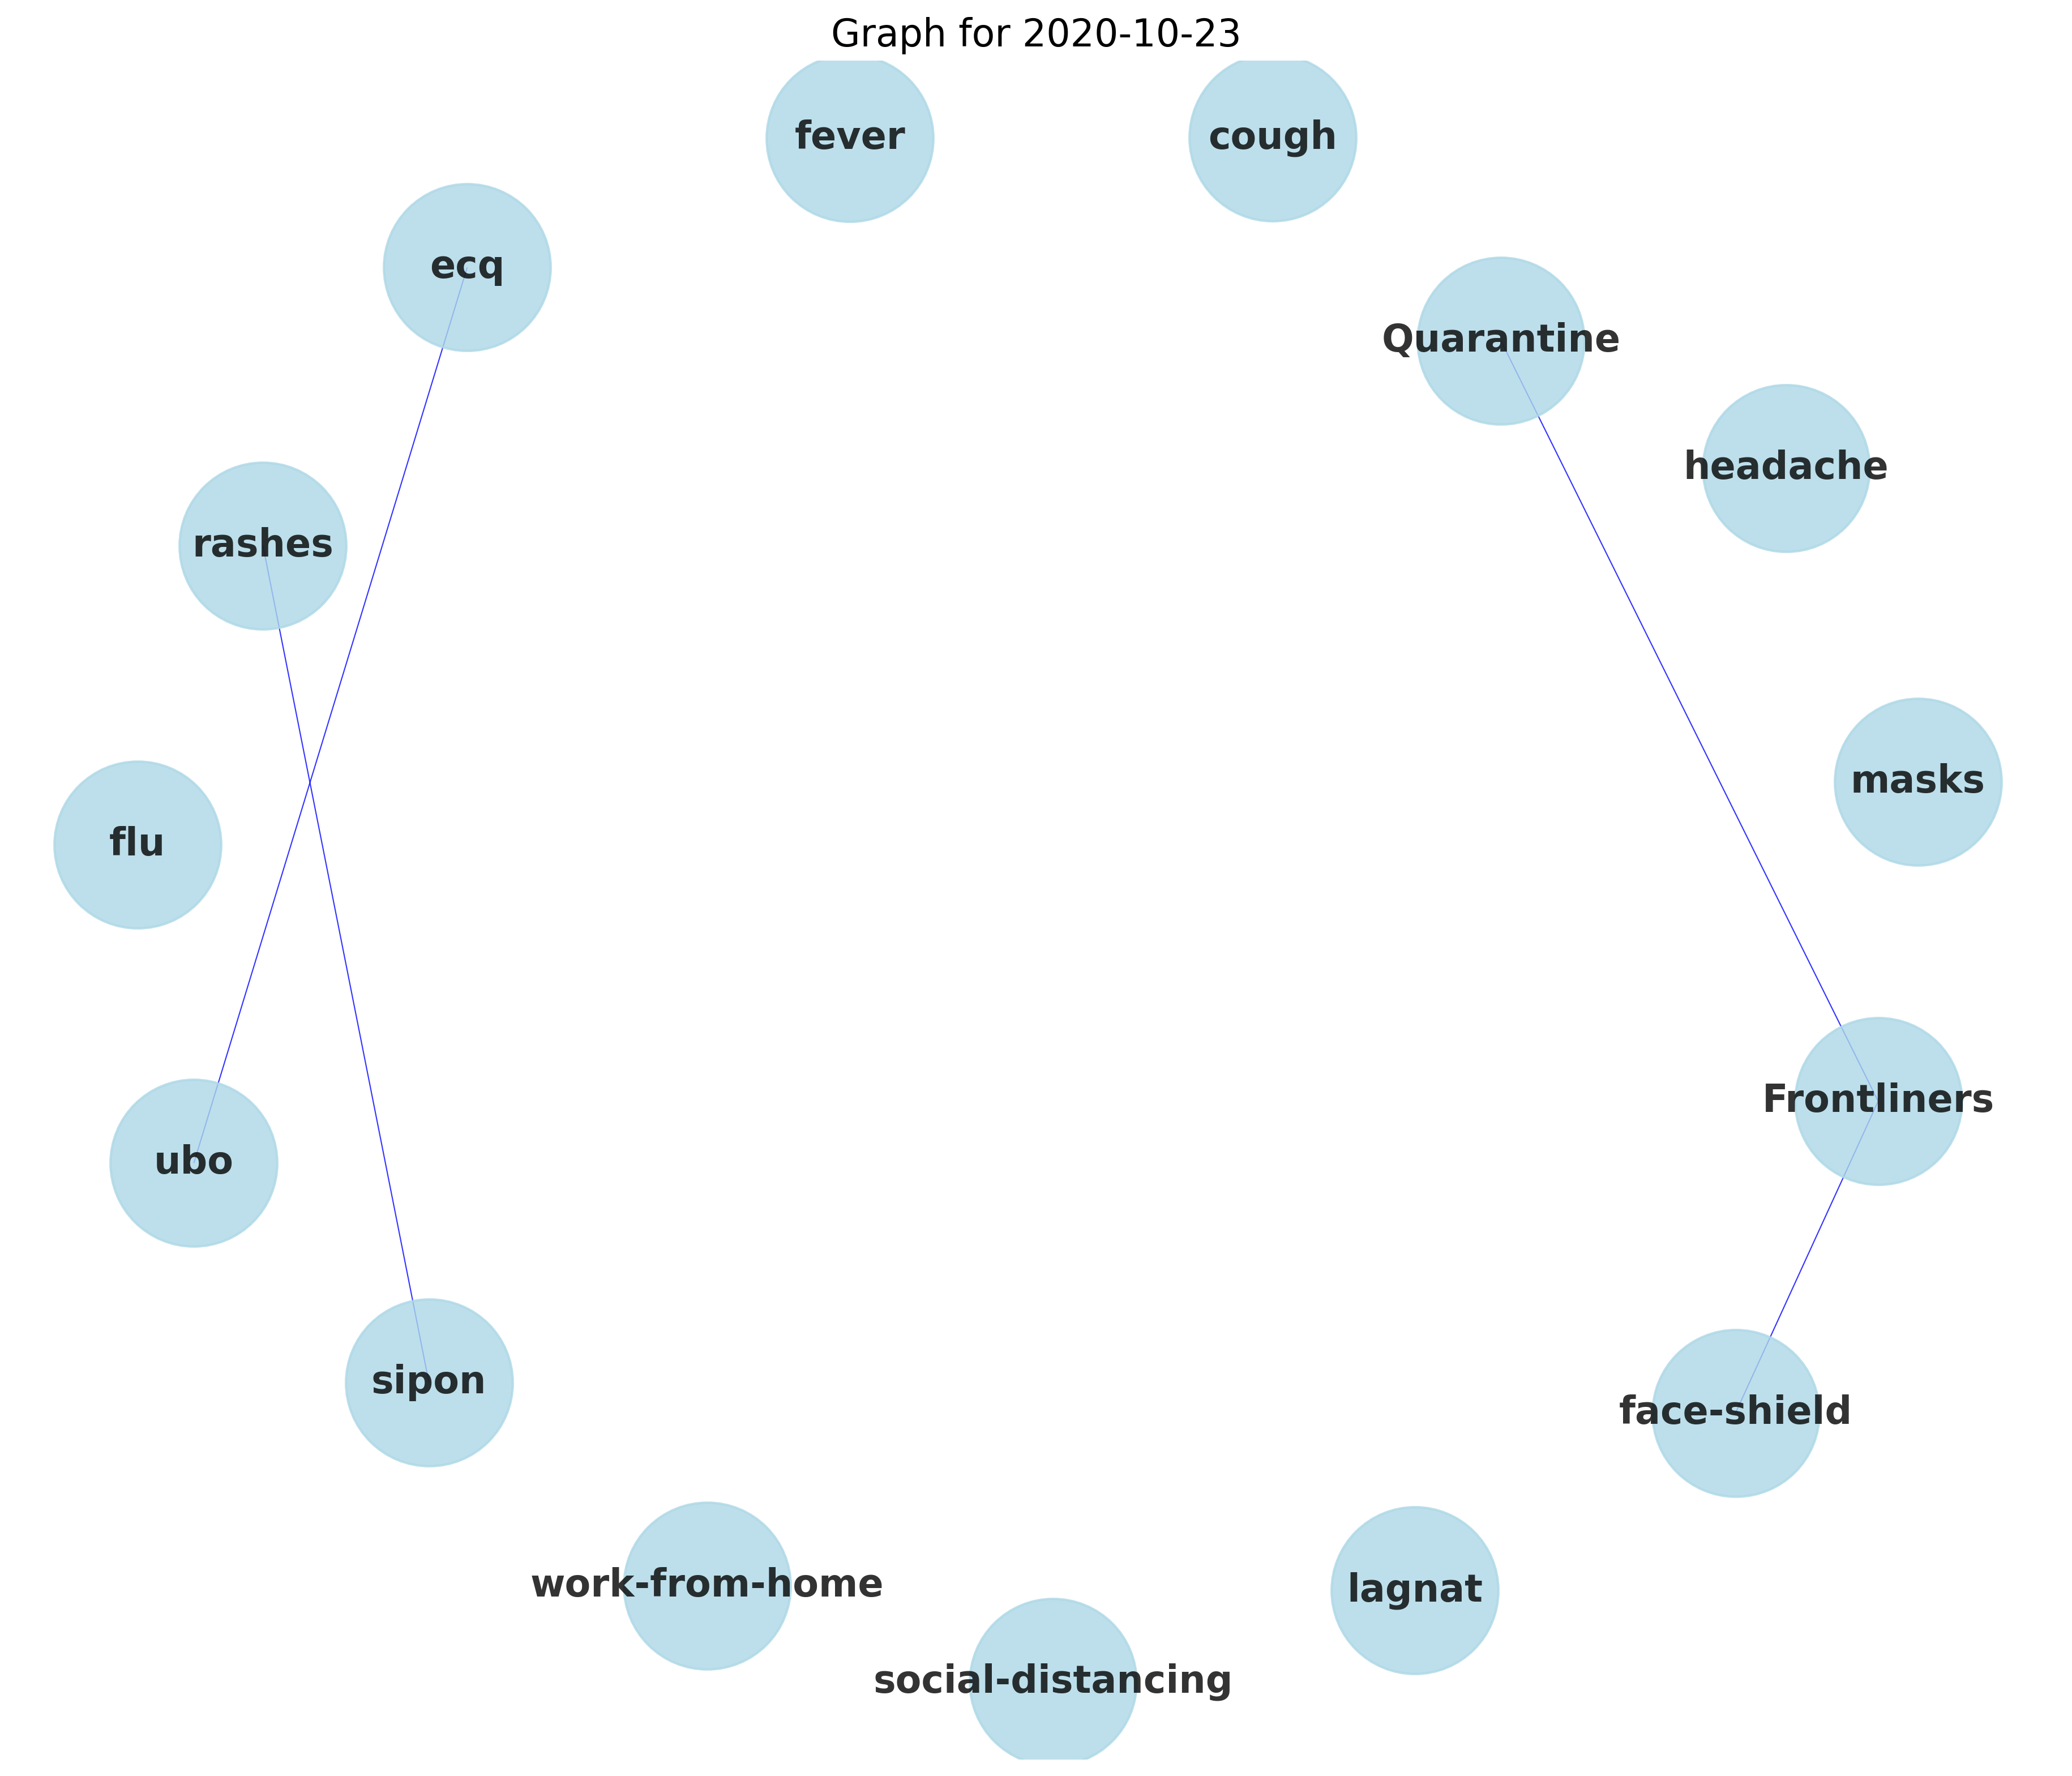 Graph for 2020-10-23
fever
cough
ecq
Quarantine
headache
rashes
masks
flu
Frontliners
ubo
sipon
face-shield
work-from-home
lagnat
social-distancing